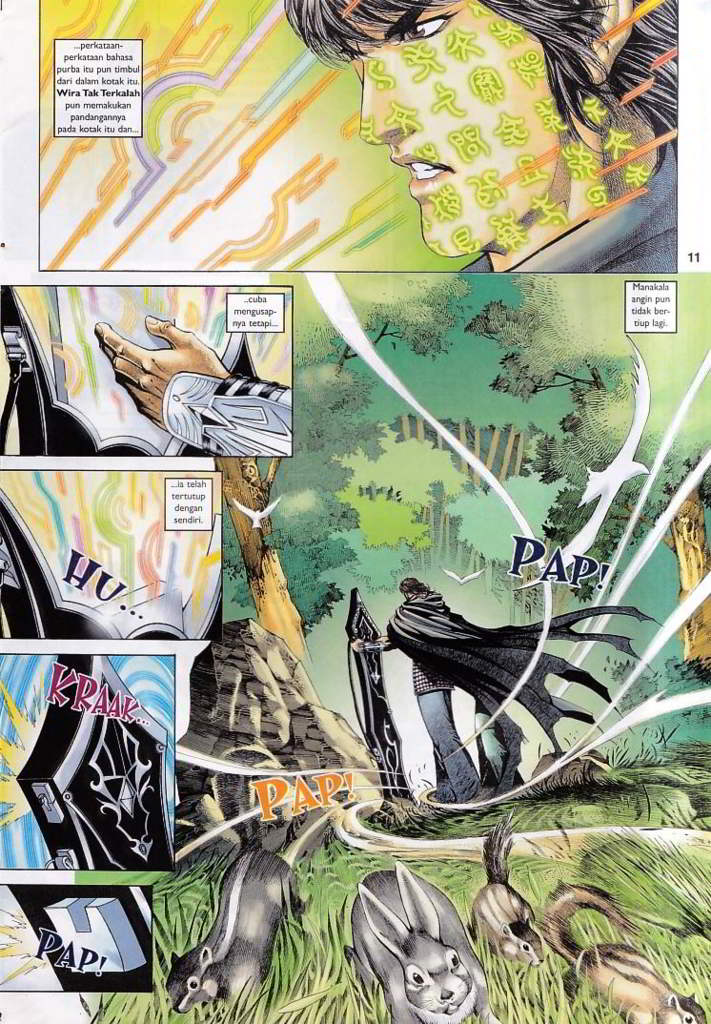 ...perkataan-
perkataan bahasa
purba itu pun timbul
dari dalam kotak itu.
Wira Tak Terkalah
pun memakukan
pandangannya
pada kotak itu dan...
11
..cuba
mengusap-
nya tetapi...
Manakala
angin pun
tidak ber-
tiup lagi.
...ia telah
tertutup
dengan
sendiri.
HU...
PAP!
KRAAK...
PAP!
PAP!